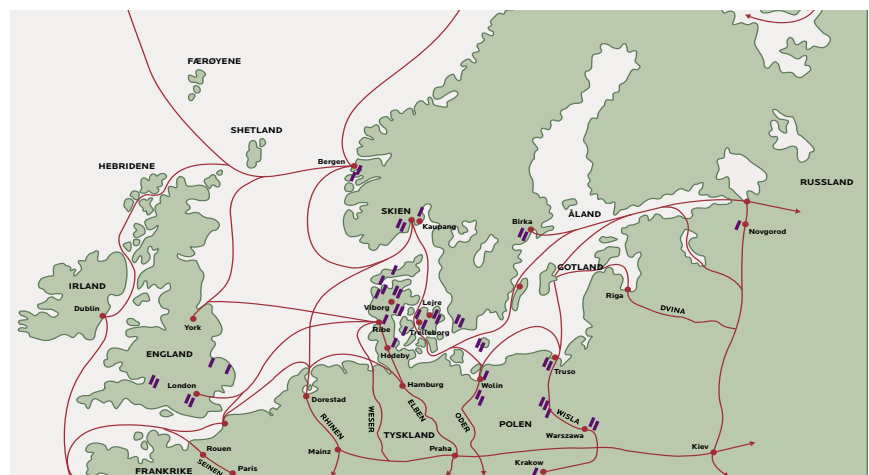 FÆRØYENE
SHETLAND
HEBRIDENE
Bergen
RUSSLAND
SKIEN
Kaupang
Birka
ÅLAND
Novgorod
GOTLAND
IRLAND
Dublin
York
Viborg
Lejre
Ribe
Trelleborg
Riga
DVINA
ENGLAND
Hedeby
London
Hamburg
Wolin
Truso
Dorestad
RHINEN
WESER
ELBEN
ODER
WISLA
POLEN
TYSKLAND
Warszawa
Rouen
Mainz
Praha
Kiev
SEINEN
FRANKRIKE
Paris
Krakow